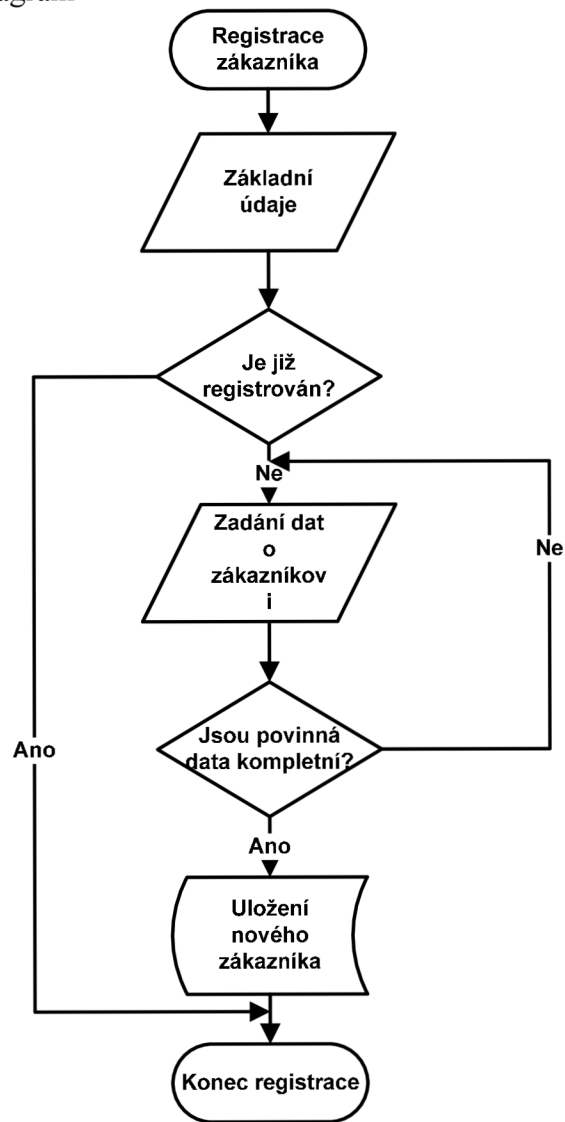 Registrace
zákazníka
Základní
údaje
Je již
registrován?
Ne
Zadání dat
o
zákazníkov
i
Ne
Jsou povinná
data kompletní?
Ano
Ano
Uložení
nového
zákazníka
Konec registrace